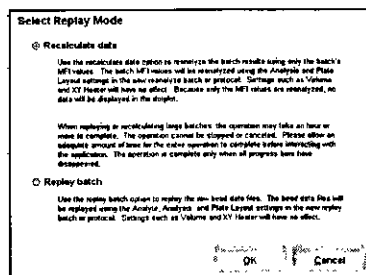 Select Replay Mode
Recalculate data
Use the recalculate data option to reanalyze the batch results using only the batch's
MFI values. The batch MFI values will be reanalyzed using the Analysis and Plate
Layout settings in the new reanalyze batch or protocol. Settings such as Volume
and XY Heater will have no effect. Because only the MFI values are reanalyzed, no
data will be displayed in the dotplot.
When replaying or recalculating large batches, the operation may take an hour or
more to complete. The operation cannot be stopped or canceled. Please allow an
adequate amount of time for the entire operation to complete before interacting with
the application. The operation is complete only when all progress bars have
disappeared.
Replay batch
Use the replay batch option to replay the raw bead data files. The bead data files will
be replayed using the Analyte, Analysis, and Plate Layout settings in the new replay
batch or protocol. Settings such as Volume and XY Heater will have no effect.
OK Cancel